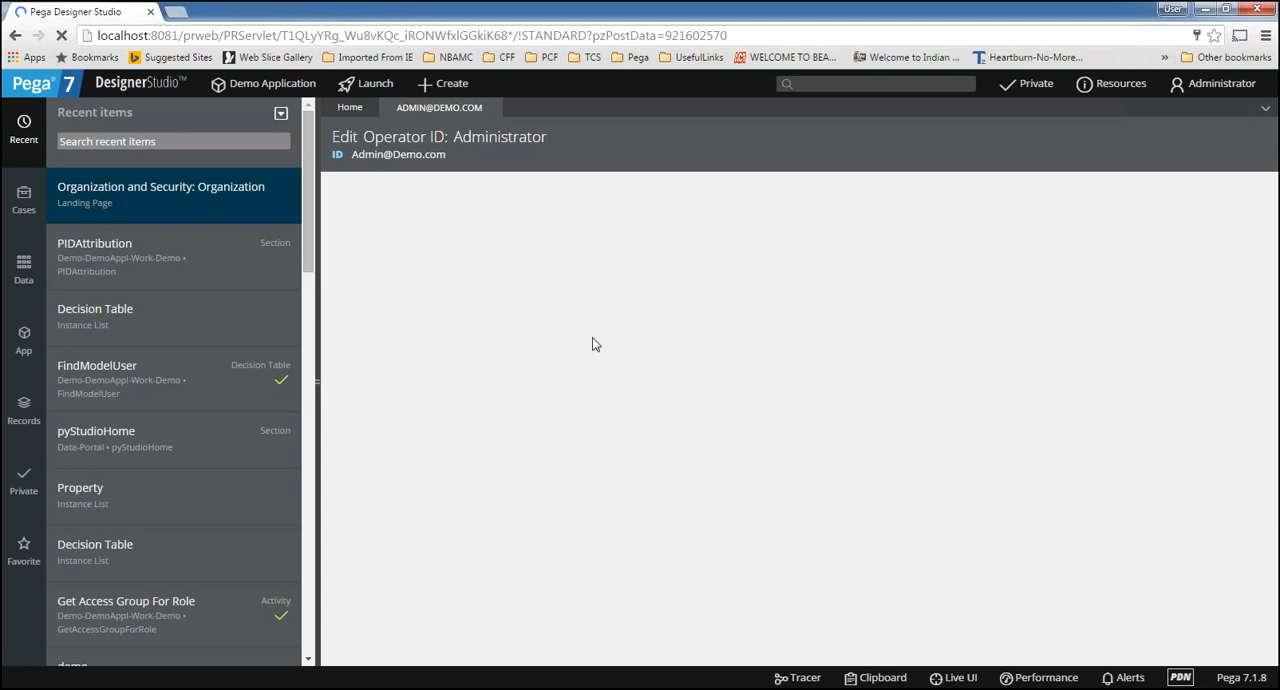 Pega Designer Studio
User
localhost:8081/prweb/PRServlet/T1QLyYRg_Wu8vKQc_iRONWfxlGGkiK68*/!STANDARD?pzPostData=921602570
Apps Bookmarks Suggested Sites Web Slice Gallery Imported From IE NBAMC CFF PCF TCS Pega UsefulLinks WELCOME TO BEA... Welcome to Indian ... Heartburn-No-More... » Other bookmarks
Pega 7 DesignerStudio™ Demo Application Launch Create Private Resources Administrator
Recent
Cases
Data
App
Records
Private
Favorite
Recent items
Search recent items
Organization and Security: Organization
Landing Page
PIDAttribution Section
Demo-DemoAppl-Work-Demo •
PIDAttribution
Decision Table
Instance List
FindModelUser Decision Table
Demo-DemoAppl-Work-Demo •
FindModelUser
pyStudioHome Section
Data-Portal • pyStudioHome
Property
Instance List
Decision Table
Instance List
Get Access Group For Role Activity
Demo-DemoAppl-Work-Demo •
GetAccessGroupForRole
demo
Home ADMIN@DEMO.COM
Edit Operator ID: Administrator
ID Admin@Demo.com
Tracer Clipboard Live UI Performance Alerts PDN Pega 7.1.8